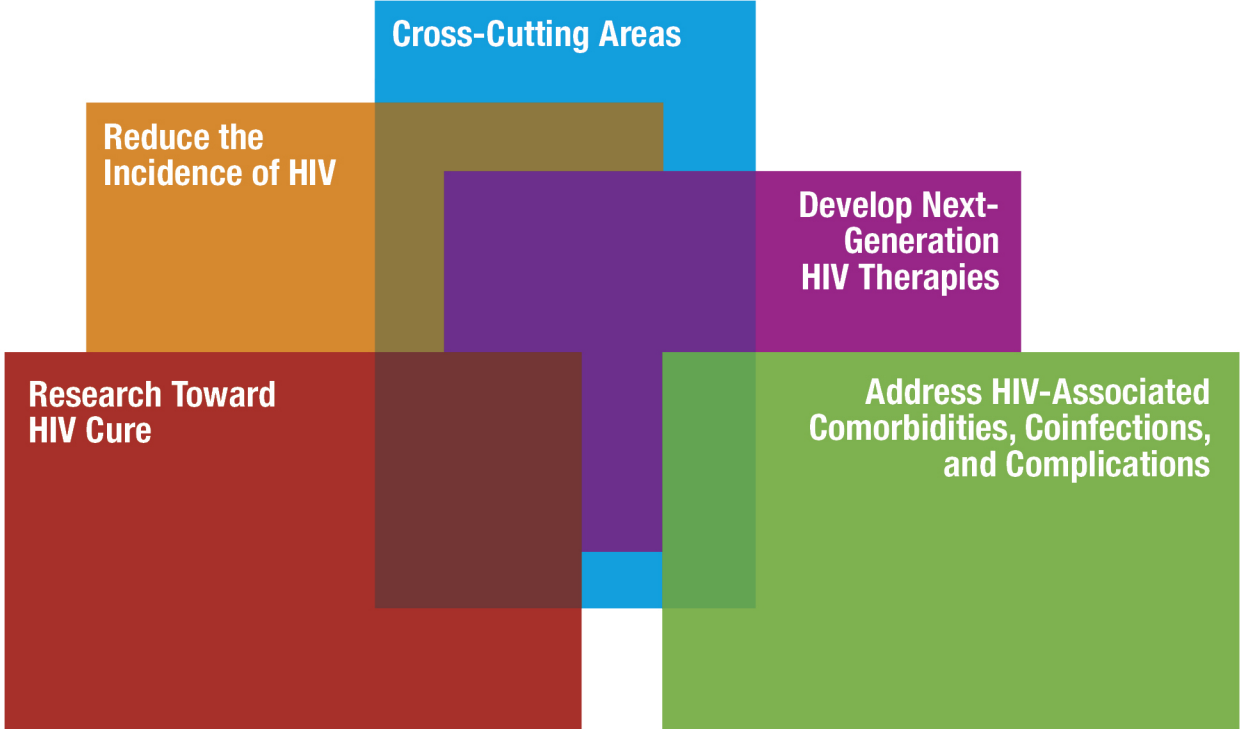 Cross-Cutting Areas
Reduce the
Incidence of HIV
Develop Next-
Generation
HIV Therapies
Research Toward
HIV Cure
Address HIV-Associated
Comorbidities, Coinfections,
and Complications